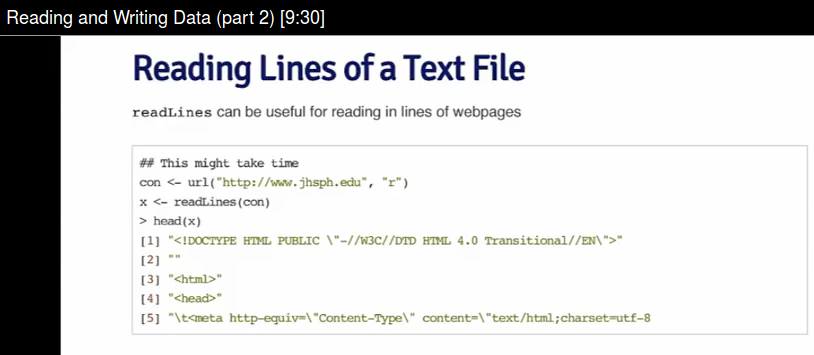 Reading and Writing Data (part 2) [9:30]
Reading Lines of a Text File
readLines can be useful for reading in lines of webpages
## This might take time
con <- url("http://www.jhsph.edu", "r")
x <- readLines(con)
> head(x)
[1] "<!DOCTYPE HTML PUBLIC \"-//W3C//DTD HTML 4.0 Transitional//EN\">"
[2] ""
[3] "<html>"
[4] "<head>"
[5] "\t<meta http-equiv=\"Content-Type\" content=\"text/html;charset=utf-8